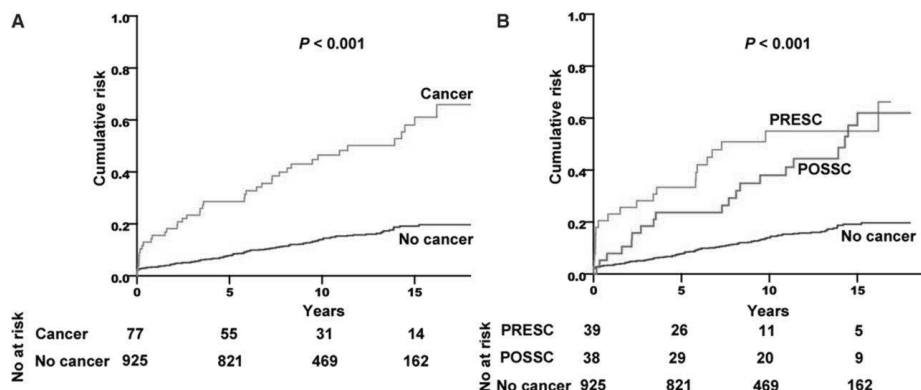 A
P < 0.001
1.0
0.8
0.6
0.4
0.2
0.0
Cumulative risk
Cancer
No cancer
0 5 10 15
Years
No at risk
Cancer 77 55 31 14
No cancer 925 821 469 162
B
P < 0.001
1.0
0.8
0.6
0.4
0.2
0.0
Cumulative risk
PRESC
POSSC
No cancer
0 5 10 15
Years
No at risk
PRESC 39 26 11 5
POSSC 38 29 20 9
No cancer 925 821 469 162